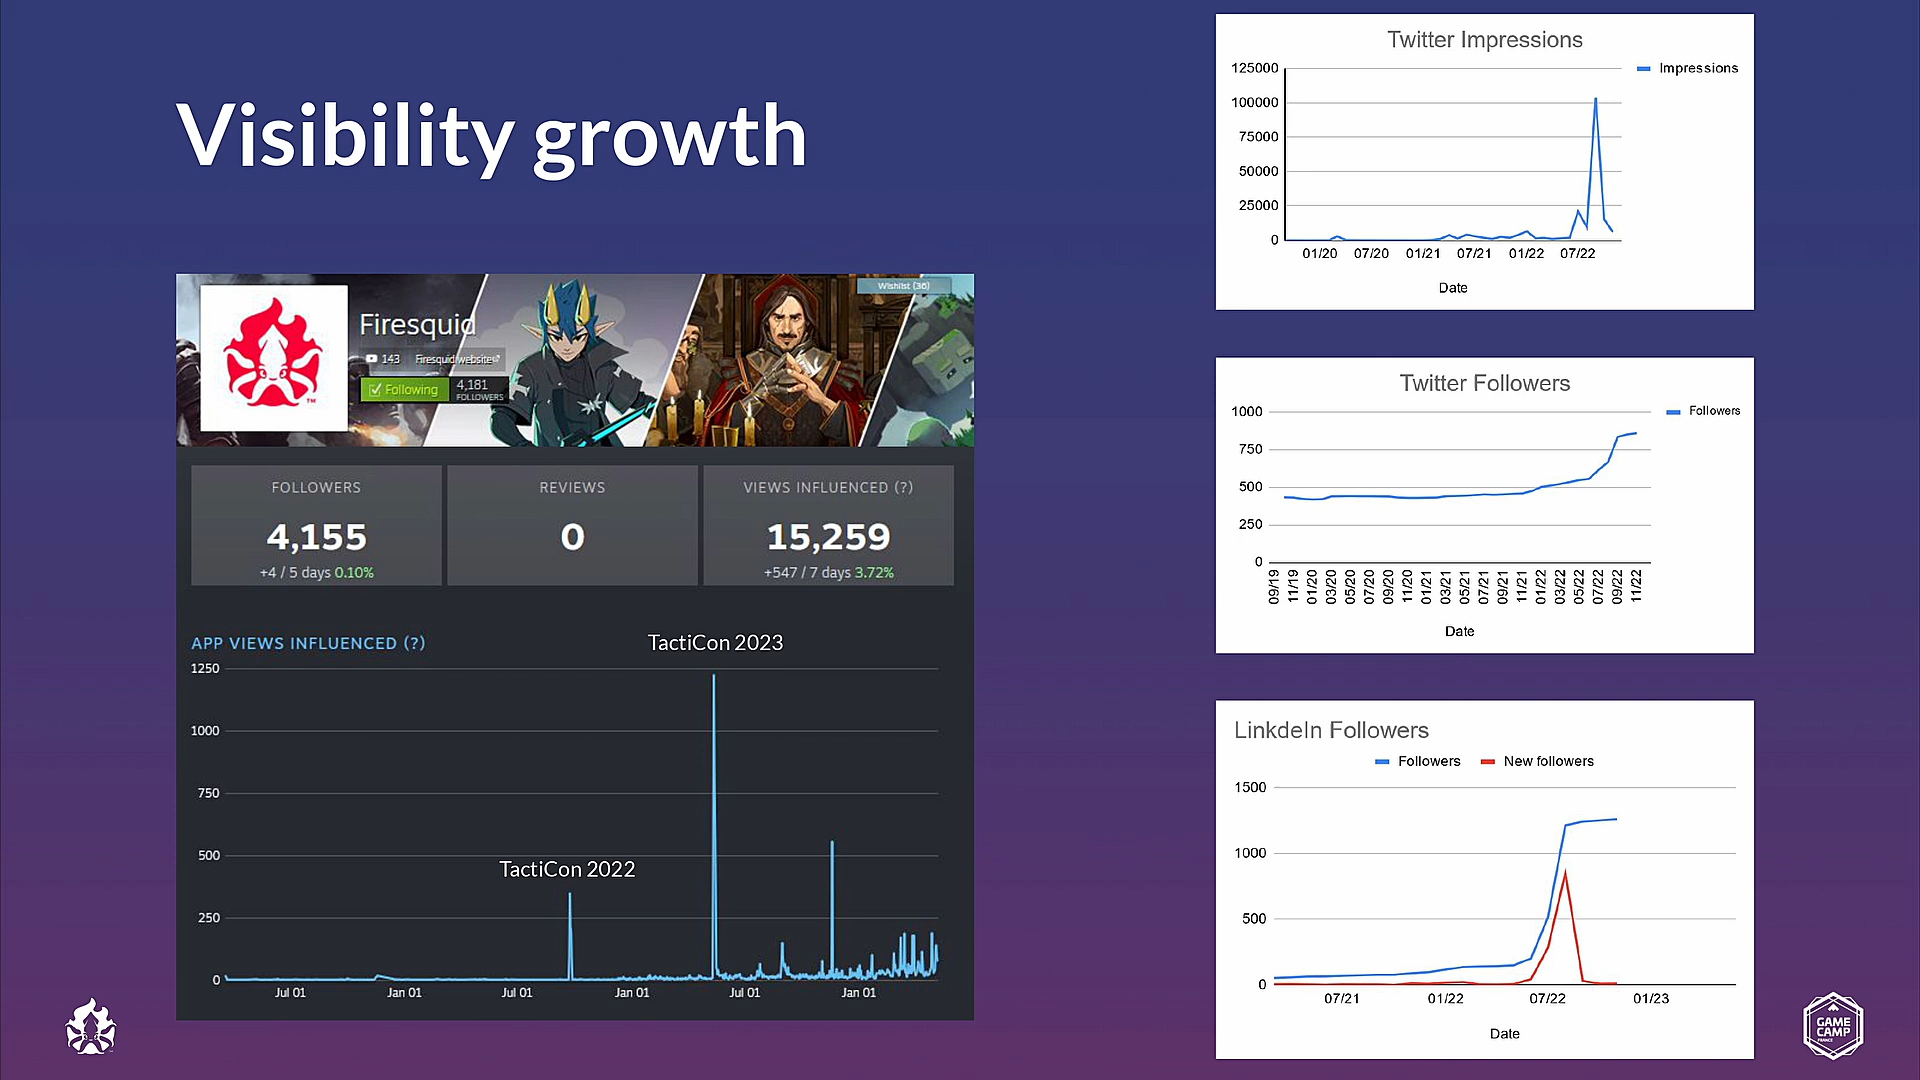 Visibility growth
Firesquid
Wishlist (36)
143 Firesquid website
Following
4,181
FOLLOWERS
FOLLOWERS
4,155
+4 / 5 days 0.10%
REVIEWS
0
VIEWS INFLUENCED (?)
15,259
+547 / 7 days 3.72%
APP VIEWS INFLUENCED (?)
TactiCon 2023
TactiCon 2022
1250
1000
750
500
250
0
Jul 01 Jan 01 Jul 01 Jan 01 Jul 01 Jan 01
Twitter Impressions
Impressions
125000
100000
75000
50000
25000
0
01/20 07/20 01/21 07/21 01/22 07/22
Date
Twitter Followers
Followers
1000
750
500
250
0
09/19 11/19 01/20 03/20 05/20 07/20 09/20 11/20 01/21 03/21 05/21 07/21 09/21 11/21 01/22 03/22 05/22 07/22 09/22 11/22
Date
LinkdeIn Followers
Followers New followers
1500
1000
500
0
07/21 01/22 07/22 01/23
Date
GAME
CAMP
FRANCE
TM